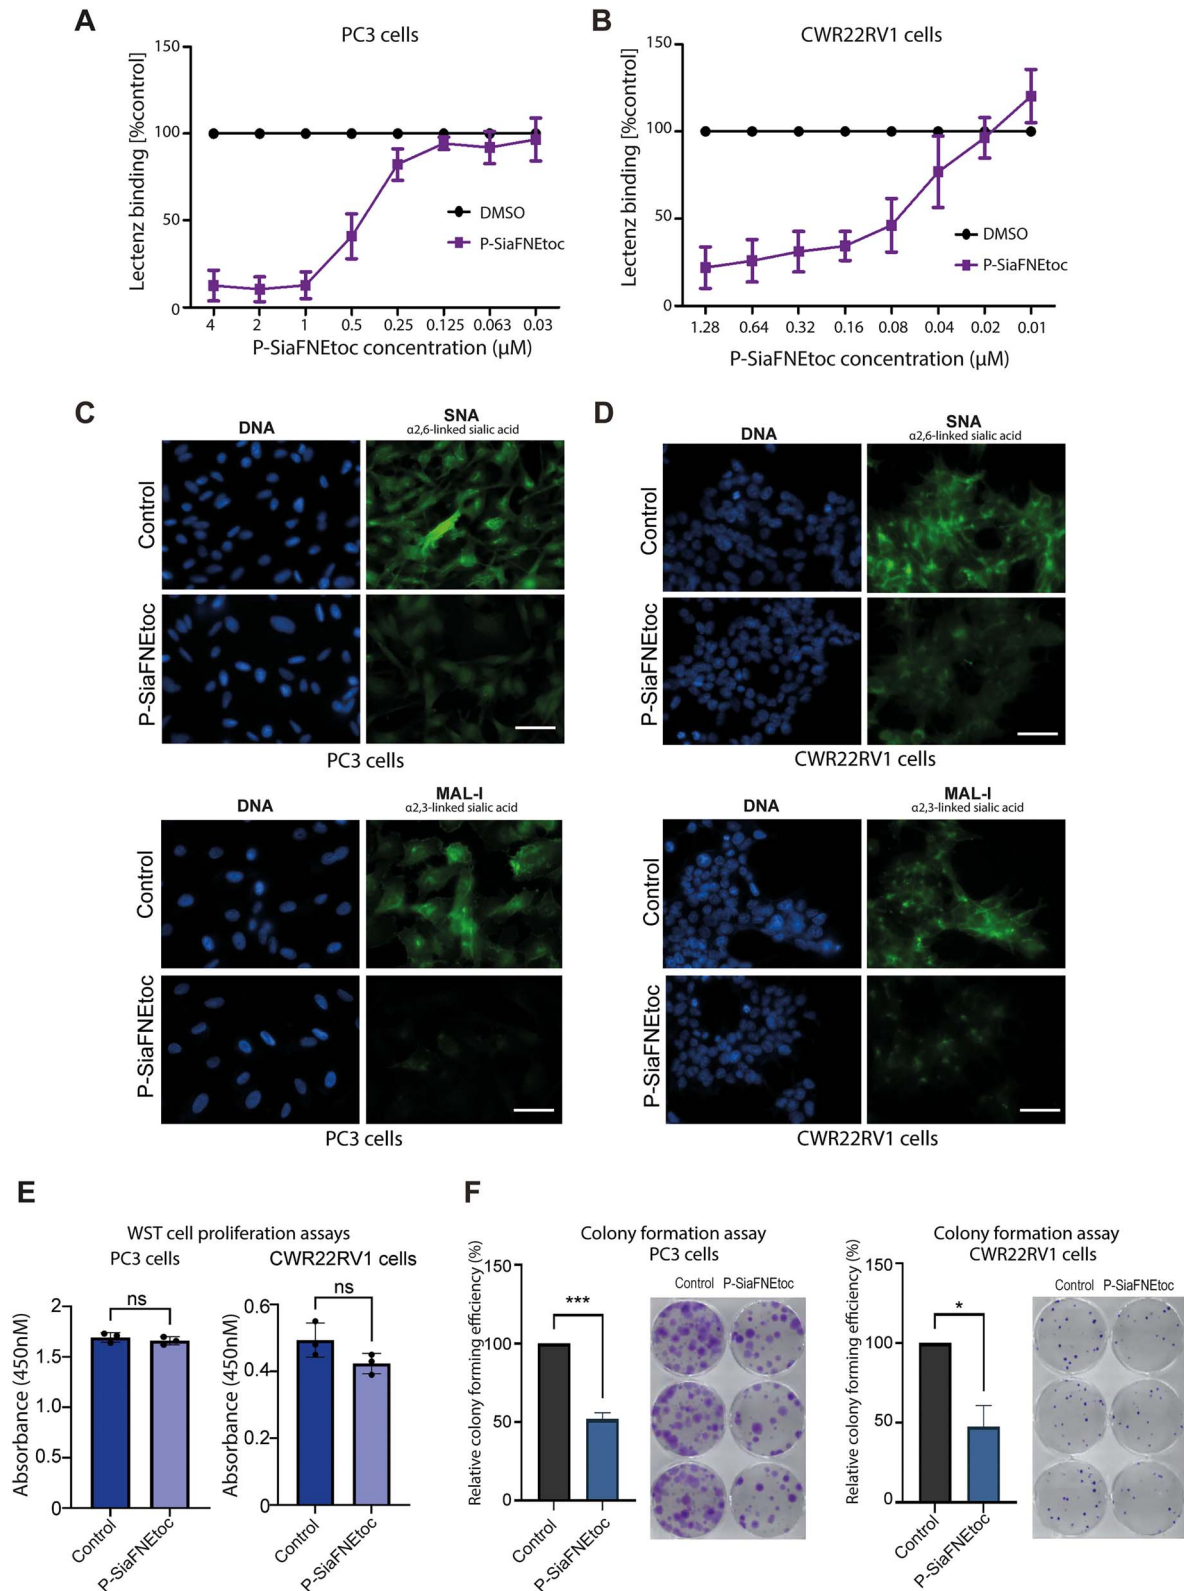 A
PC3 cells
Lectenz binding [%control]
150
100
50
0
DMSO
P-SiaFNEtoc
4 2 1 0.5 0.25 0.125 0.063 0.03
P-SiaFNEtoc concentration (μM)
B
CWR22RV1 cells
Lectenz binding [%control]
150
100
50
0
DMSO
P-SiaFNEtoc
1.28 0.64 0.32 0.16 0.08 0.04 0.02 0.01
P-SiaFNEtoc concentration (μM)
C
DNA
SNA
α2,6-linked sialic acid
Control
P-SiaFNEtoc
PC3 cells
DNA
MAL-I
α2,3-linked sialic acid
Control
P-SiaFNEtoc
PC3 cells
D
DNA
SNA
α2,6-linked sialic acid
Control
P-SiaFNEtoc
CWR22RV1 cells
DNA
MAL-I
α2,3-linked sialic acid
Control
P-SiaFNEtoc
CWR22RV1 cells
E
WST cell proliferation assays
PC3 cells
Absorbance (450nM)
2
1.5
1.0
0.5
0
ns
Control
P-SiaFNEtoc
CWR22RV1 cells
Absorbance (450nM)
0.6
0.4
0.2
0
ns
Control
P-SiaFNEtoc
F
Colony formation assay
PC3 cells
Relative colony forming efficiency (%)
150
100
50
0
***
Control
P-SiaFNEtoc
Control P-SiaFNEtoc
Colony formation assay
CWR22RV1 cells
Relative colony forming efficiency (%)
150
100
50
0
*
Control
P-SiaFNEtoc
Control P-SiaFNEtoc